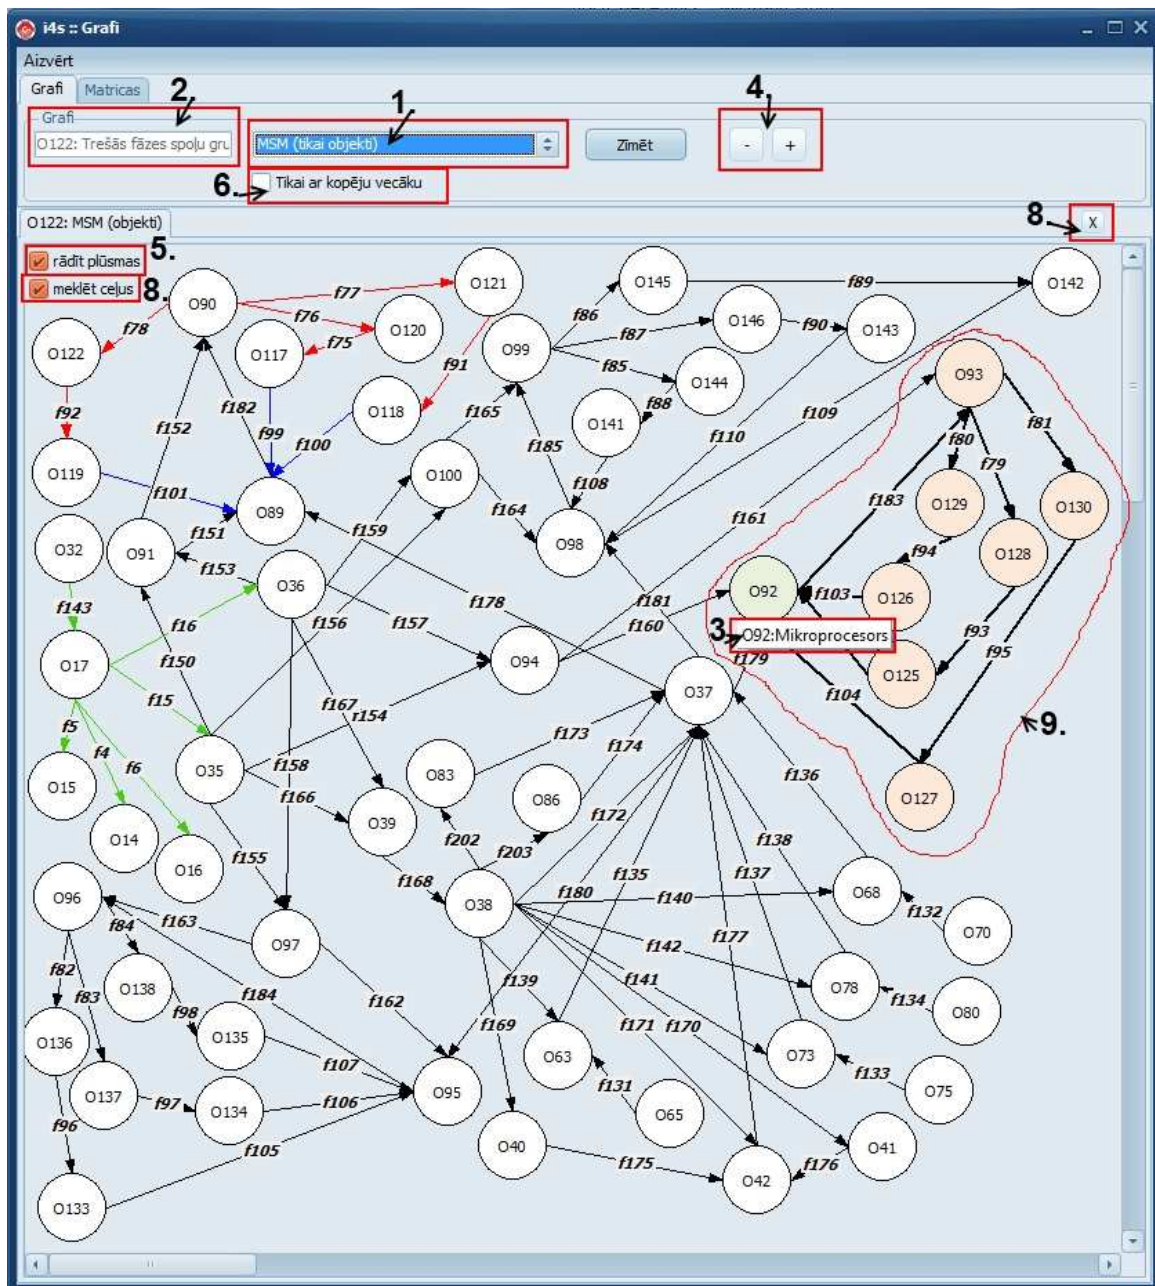 i4s :: Grafi
Aizvērt
Grafi Matricas
2. 1. 4.
Grafi
O122: Trešās fāzes spoļu gru MSM (tikai objekti) Zīmēt - +
6. Tikai ar kopēju vecāku
O122: MSM (objekti) 8. X
rādīt plūsmas 5.
meklēt ceļus 8.
O90 f77 O121 O145 f89 O142
f78 f76 f86
O122 O117 f75 O120 f91 O99 f87 O146 f90 O143
f85 O144 O93
f92 f152 f182 f99 O118 f100 f165 O141 f88 f109 f81
f185 f110 f80 f79
O119 f101 O89 O100 f108 f183 O129 O130
f151 f159 f164 O98 f161
O32 O91 f153 O36 f94 O128
f143 f16 f156 f157 f178 f181 O92 f103 O126
f160 f93
O17 f150 O94 3. O92:Mikroprocesors f95
f15 f167 f154 O37 f179 O125
f104
f5 f4 f6 f173 f174 9.
O15 O35 f158 O83 O86 f136 O127
f166 f172
O14 O16 O39 f202 f203 f138
f155 f168 f180 f135 f137
O96 f163 O97 O38 f140 O68 f132 O70
f84 f177
f82 f83 O138 f184 f162 f139 f142 f141 O78 f134 O80
f98 f169 f171 f170
O136 O135 f107 O63 O73 f133 O75
O137 f97 O134 f106 O95 f131 O65
f96 f105 O40 f175 O42 f176 O41
O133